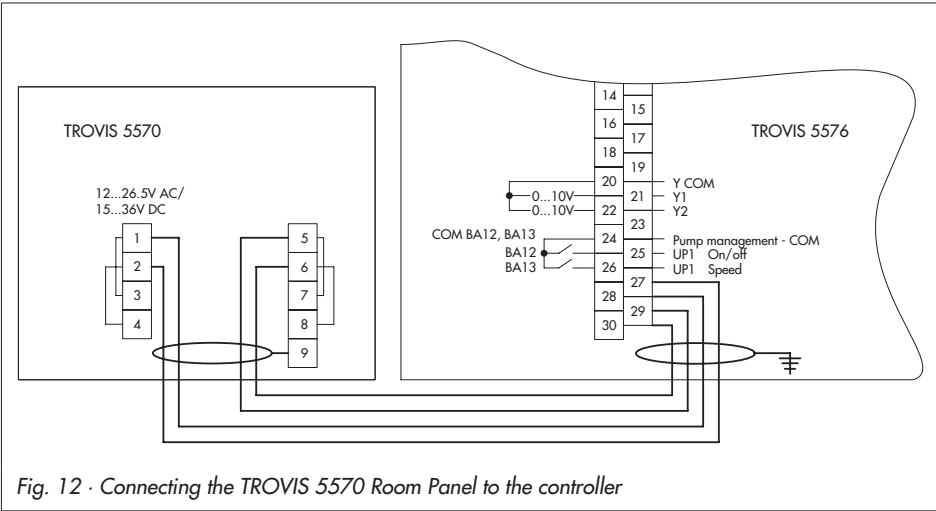 TROVIS 5570
12...26.5V AC/
15...36V DC
1
2
3
4
5
6
7
8
9
TROVIS 5576
14
15
16
17
18
19
20
21
22
23
24
25
26
27
28
29
30
0...10V
0...10V
COM BA12, BA13
BA12
BA13
Y COM
Y1
Y2
Pump management - COM
UP1 On/off
UP1 Speed
Fig. 12 · Connecting the TROVIS 5570 Room Panel to the controller